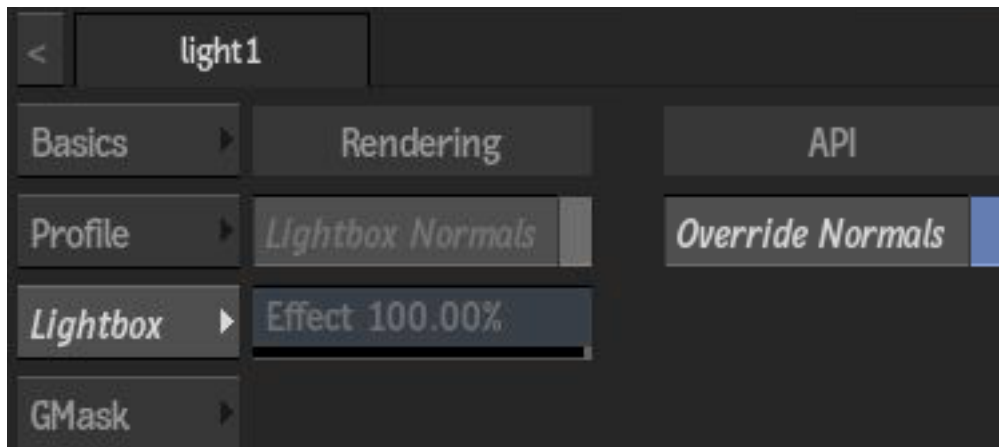 < light1
Basics Rendering API
Profile Lightbox Normals Override Normals
Lightbox Effect 100.00%
GMask